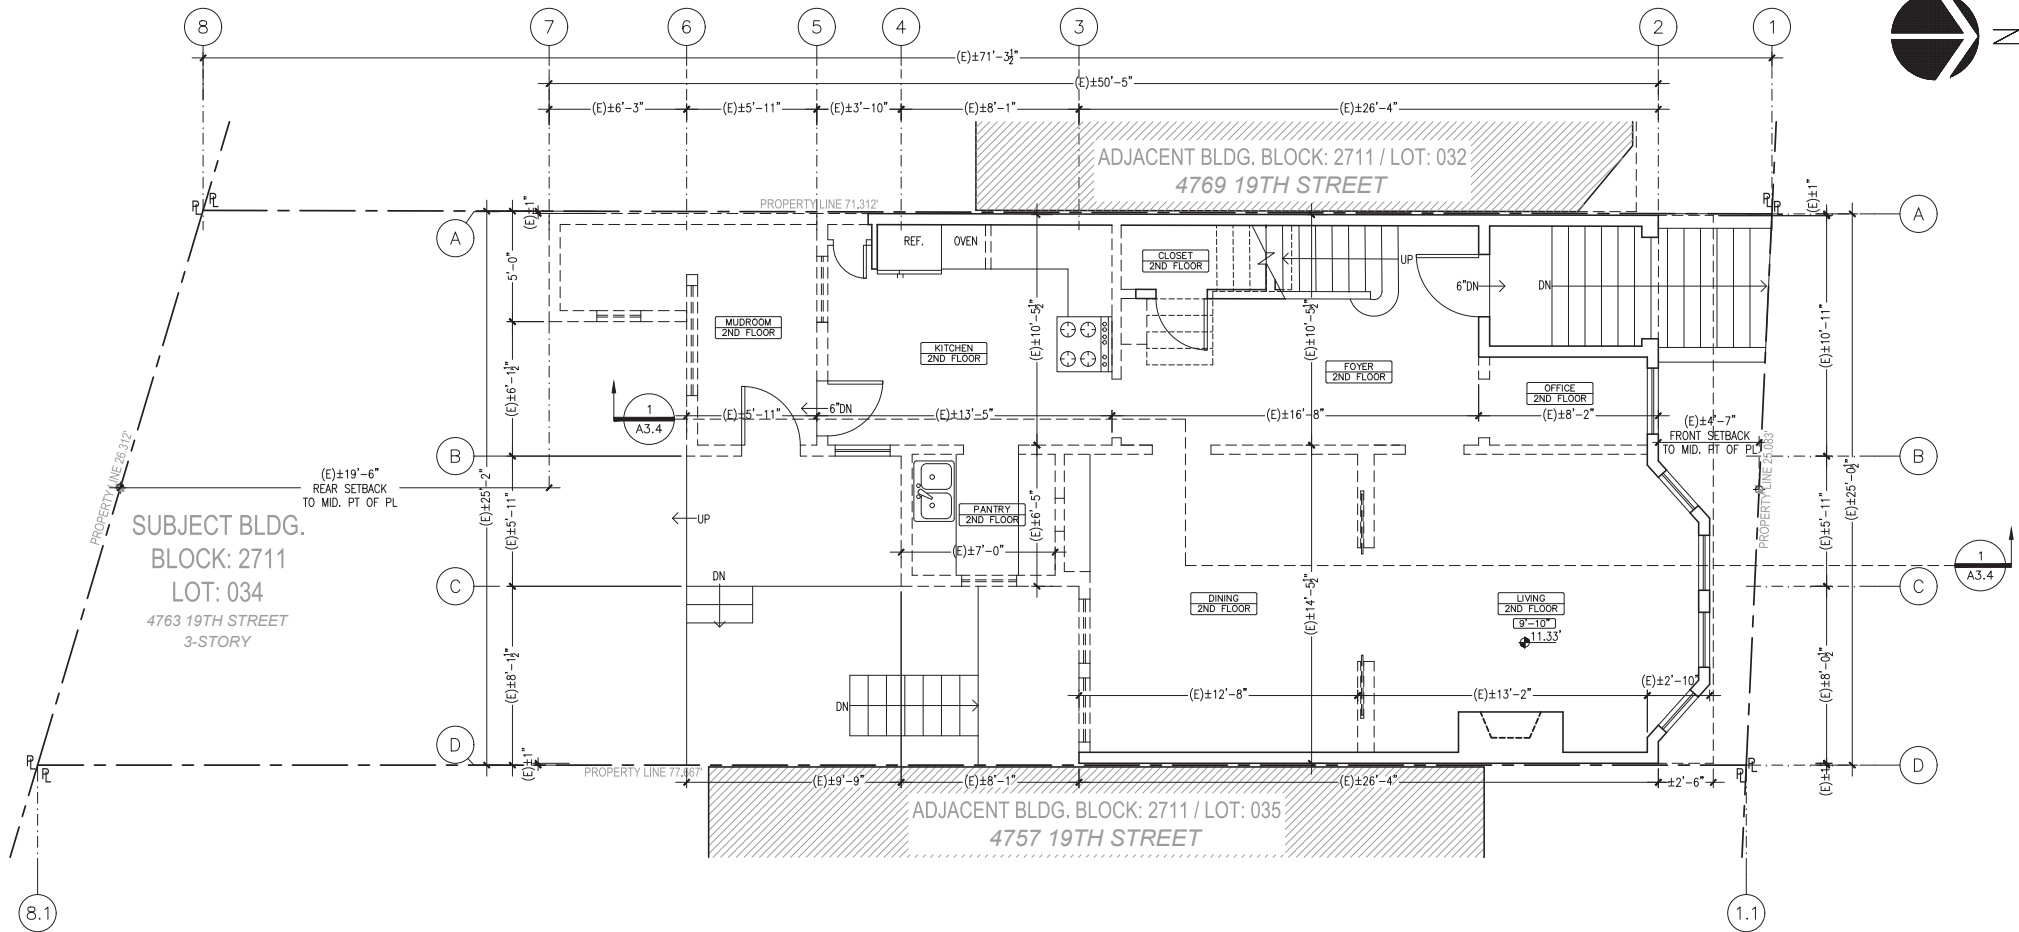 8
7
6
5
4
3
2
1
N
(E)±71'-3½"
(E)±50'-5"
(E)±6'-3"
(E)±5'-11"
(E)±3'-10"
(E)±8'-1"
(E)±26'-4"
ADJACENT BLDG. BLOCK: 2711 / LOT: 032
4769 19TH STREET
PROPERTY LINE 71.312'
PL
PL
PL
PL
(E)±1"
(E)±1"
A
A
REF.
OVEN
CLOSET
2ND FLOOR
UP
6"DN
DN
5'-0"
MUDROOM
2ND FLOOR
KITCHEN
2ND FLOOR
(E)±10'-5½"
(E)±10'-5½"
(E)±10'-11"
FOYER
2ND FLOOR
OFFICE
2ND FLOOR
(E)±6'-1½"
1
A3.4
(E)±5'-11"
6"DN
(E)±13'-5"
(E)±16'-8"
(E)±8'-2"
(E)±4'-7"
FRONT SETBACK
TO MID. PT OF PL
B
B
PROPERTY LINE 26.312'
(E)±19'-6"
REAR SETBACK
TO MID. PT OF PL
(E)±25'-2"
(E)±5'-11"
UP
PANTRY
2ND FLOOR
(E)±6'-5"
(E)±7'-0"
PROPERTY LINE 25.083'
(E)±5'-11"
(E)±25'-0½"
SUBJECT BLDG.
BLOCK: 2711
LOT: 034
4763 19TH STREET
3-STORY
1
A3.4
C
C
DN
DINING
2ND FLOOR
(E)±14'-5½"
LIVING
2ND FLOOR
9'-10"
11.33'
(E)±8'-1½"
(E)±8'-0½"
DN
(E)±12'-8"
(E)±13'-2"
(E)±2'-10"
D
D
PL
PL
PL
PL
(E)±1"
(E)±1"
PROPERTY LINE 77.667'
(E)±9'-9"
(E)±8'-1"
(E)±26'-4"
±2'-6"
ADJACENT BLDG. BLOCK: 2711 / LOT: 035
4757 19TH STREET
8.1
1.1